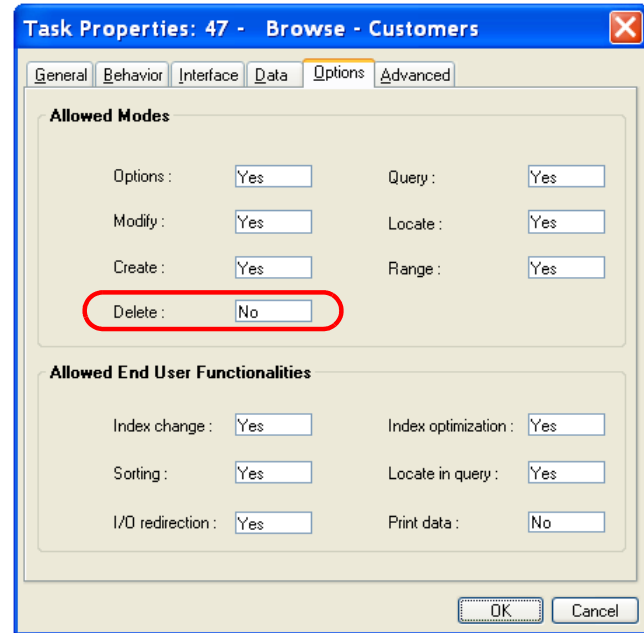 Task Properties: 47 - Browse - Customers
General Behavior Interface Data Options Advanced
Allowed Modes
Options : Yes Query : Yes
Modify : Yes Locate : Yes
Create : Yes Range : Yes
Delete : No
Allowed End User Functionalities
Index change : Yes Index optimization : Yes
Sorting : Yes Locate in query : Yes
I/O redirection : Yes Print data : No
OK Cancel